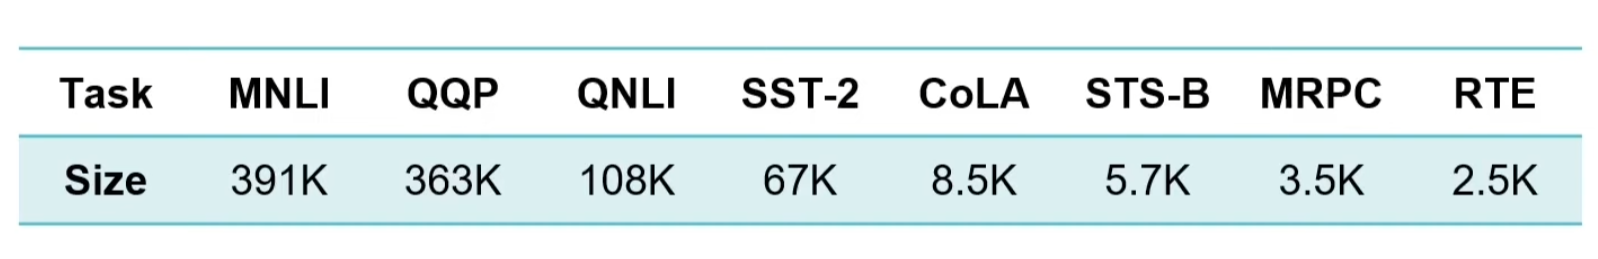 Task MNLI QQP QNLI SST-2 CoLA STS-B MRPC RTE
Size 391K 363K 108K 67K 8.5K 5.7K 3.5K 2.5K